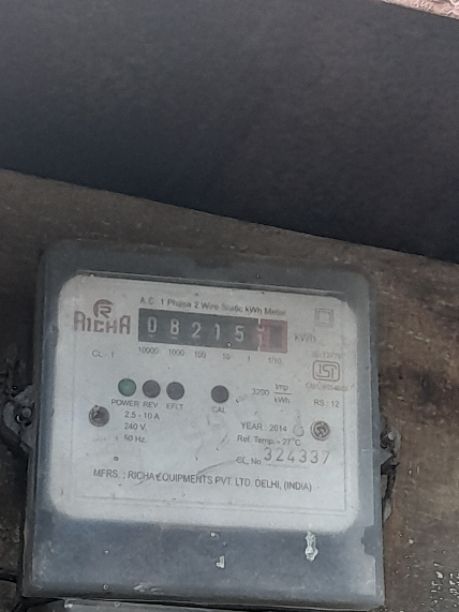 A.C. 1 Phase 2 Wire Static kWh Meter
RICHA
08215
kWh
CL - 1
10000 1000 100 10 1 1/10
3200 imp/kWh
RS : 12
POWER REV EFLT CAL
2.5 - 10 A
240 V.
50 Hz.
YEAR: 2014
Ref. Temp. - 27°C
GL. No. 324337
MFRS. : RICHA EQUIPMENTS PVT. LTD. DELHI, (INDIA)